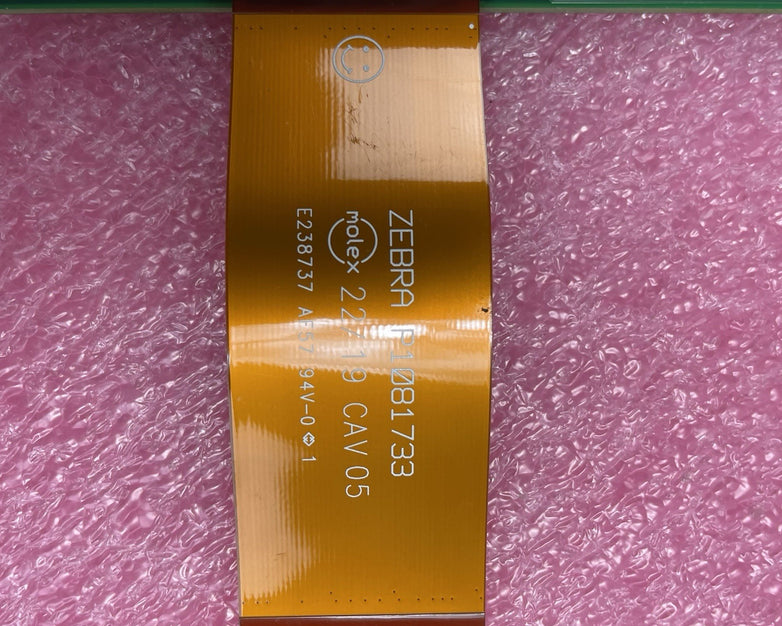 ZEBRA P1081733
molex 22-19 CAV 05
E238737 94V-0 1